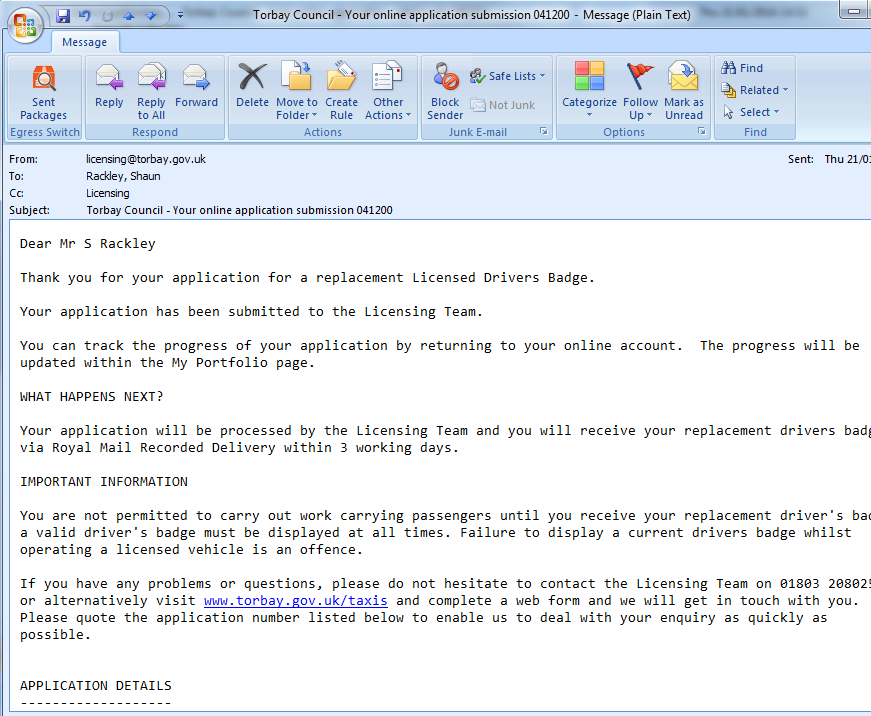 Torbay Council - Your online application submission 041200 - Message (Plain Text)
Message
Sent Packages
Reply
Reply to All
Forward
Delete
Move to Folder
Create Rule
Other Actions
Block Sender
Safe Lists
Not Junk
Categorize
Follow Up
Mark as Unread
Find
Related
Select
Egress Switch
Respond
Actions
Junk E-mail
Options
Find
From: licensing@torbay.gov.uk
Sent: Thu 21/01
To: Rackley, Shaun
Cc: Licensing
Subject: Torbay Council - Your online application submission 041200
Dear Mr S Rackley
Thank you for your application for a replacement Licensed Drivers Badge.
Your application has been submitted to the Licensing Team.
You can track the progress of your application by returning to your online account.  The progress will be
updated within the My Portfolio page.
WHAT HAPPENS NEXT?
Your application will be processed by the Licensing Team and you will receive your replacement drivers badg
via Royal Mail Recorded Delivery within 3 working days.
IMPORTANT INFORMATION
You are not permitted to carry out work carrying passengers until you receive your replacement driver's bad
a valid driver's badge must be displayed at all times. Failure to display a current drivers badge whilst
operating a licensed vehicle is an offence.
If you have any problems or questions, please do not hesitate to contact the Licensing Team on 01803 208025
or alternatively visit www.torbay.gov.uk/taxis and complete a web form and we will get in touch with you.
Please quote the application number listed below to enable us to deal with your enquiry as quickly as
possible.
APPLICATION DETAILS
-------------------